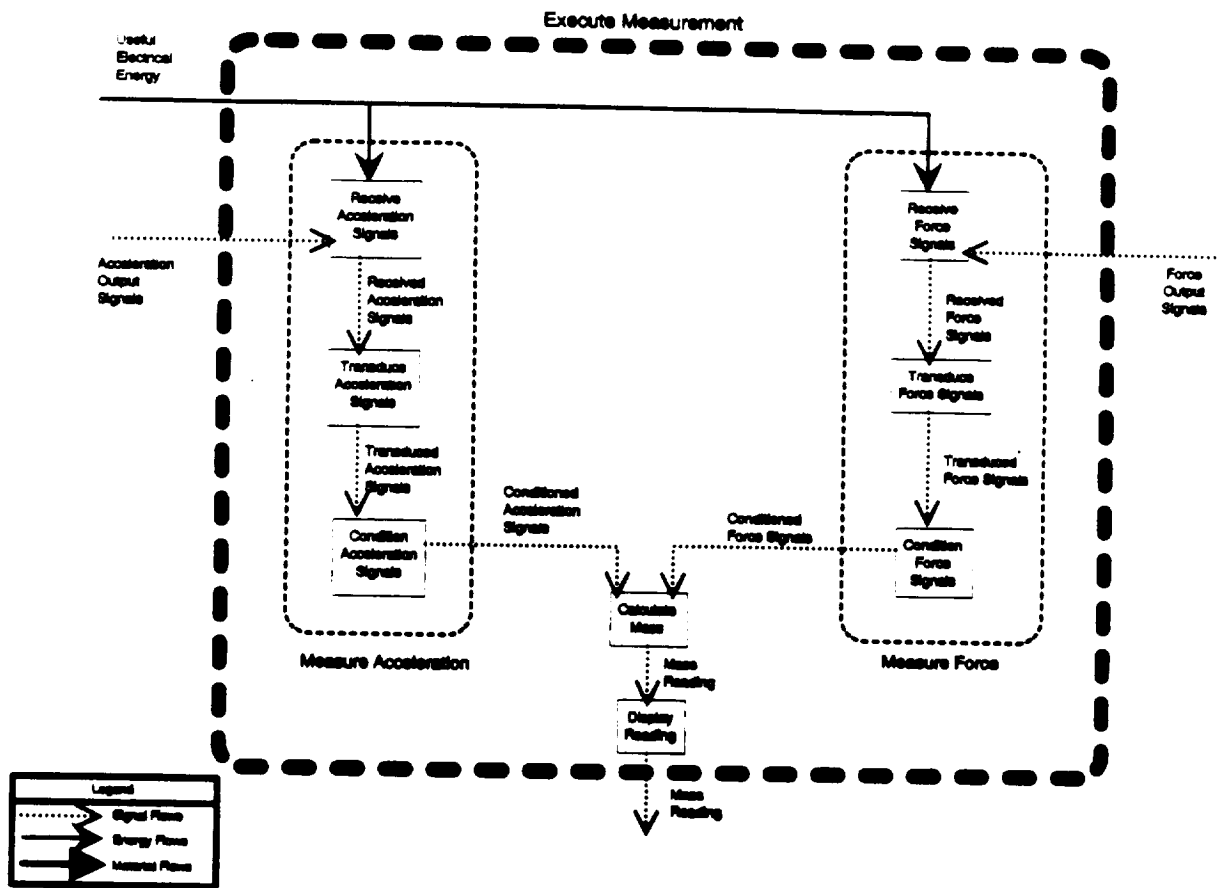 Execute Measurement
Useful
Electrical
Energy
Receive
Acceleration
Signals
Receive
Force
Signals
Acceleration
Output
Signals
Force
Output
Signals
Received
Acceleration
Signals
Received
Force
Signals
Transduce
Acceleration
Signals
Transduce
Force Signals
Transduced
Acceleration
Signals
Transduced
Force Signals
Conditioned
Acceleration
Signals
Conditioned
Force Signals
Condition
Acceleration
Signals
Condition
Force
Signals
Calculate
Mass
Measure Acceleration
Measure Force
Mass
Reading
Display
Reading
Mass
Reading
Legend
Signal Flows
Energy Flows
Material Flows